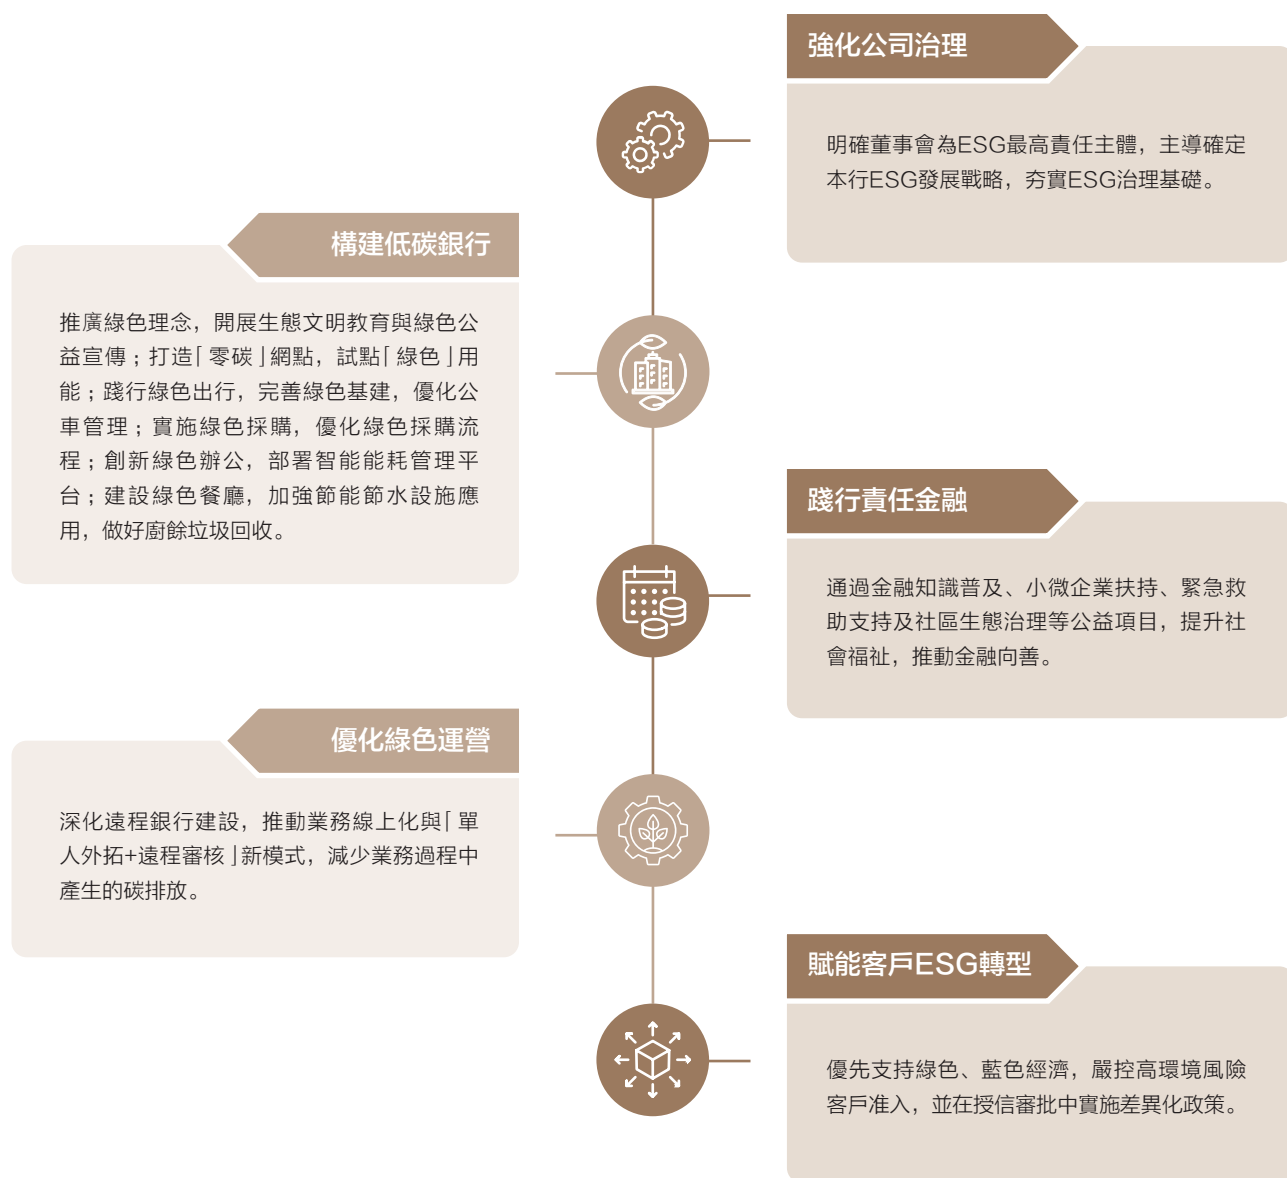 強化公司治理
明確董事會為ESG最高責任主體，主導確定
本行ESG發展戰略，夯實ESG治理基礎。
構建低碳銀行
推廣綠色理念，開展生態文明教育與綠色公
益宣傳；打造「零碳」網點，試點「綠色」用
能；踐行綠色出行，完善綠色基建，優化公
車管理；實施綠色採購，優化綠色採購流
程；創新綠色辦公，部署智能能耗管理平
台；建設綠色餐廳，加強節能節水設施應
用，做好廚餘垃圾回收。
踐行責任金融
通過金融知識普及、小微企業扶持、緊急救
助支持及社區生態治理等公益項目，提升社
會福祉，推動金融向善。
優化綠色運營
深化遠程銀行建設，推動業務線上化與「單
人外拓+遠程審核」新模式，減少業務過程中
產生的碳排放。
賦能客戶ESG轉型
優先支持綠色、藍色經濟，嚴控高環境風險
客戶准入，並在授信審批中實施差異化政策。